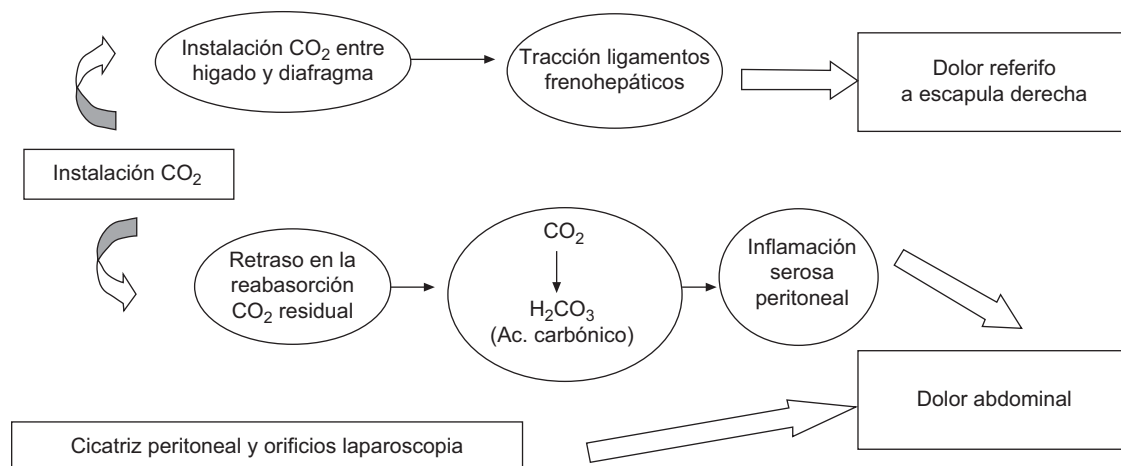 Instalación CO₂ entre
higado y diafragma
Tracción ligamentos
frenohepáticos
Dolor referifo
a escapula derecha
Instalación CO₂
Retraso en la
reabasorción
CO₂ residual
CO₂
H₂CO₃
(Ac. carbónico)
Inflamación
serosa
peritoneal
Dolor abdominal
Cicatriz peritoneal y orificios laparoscopia